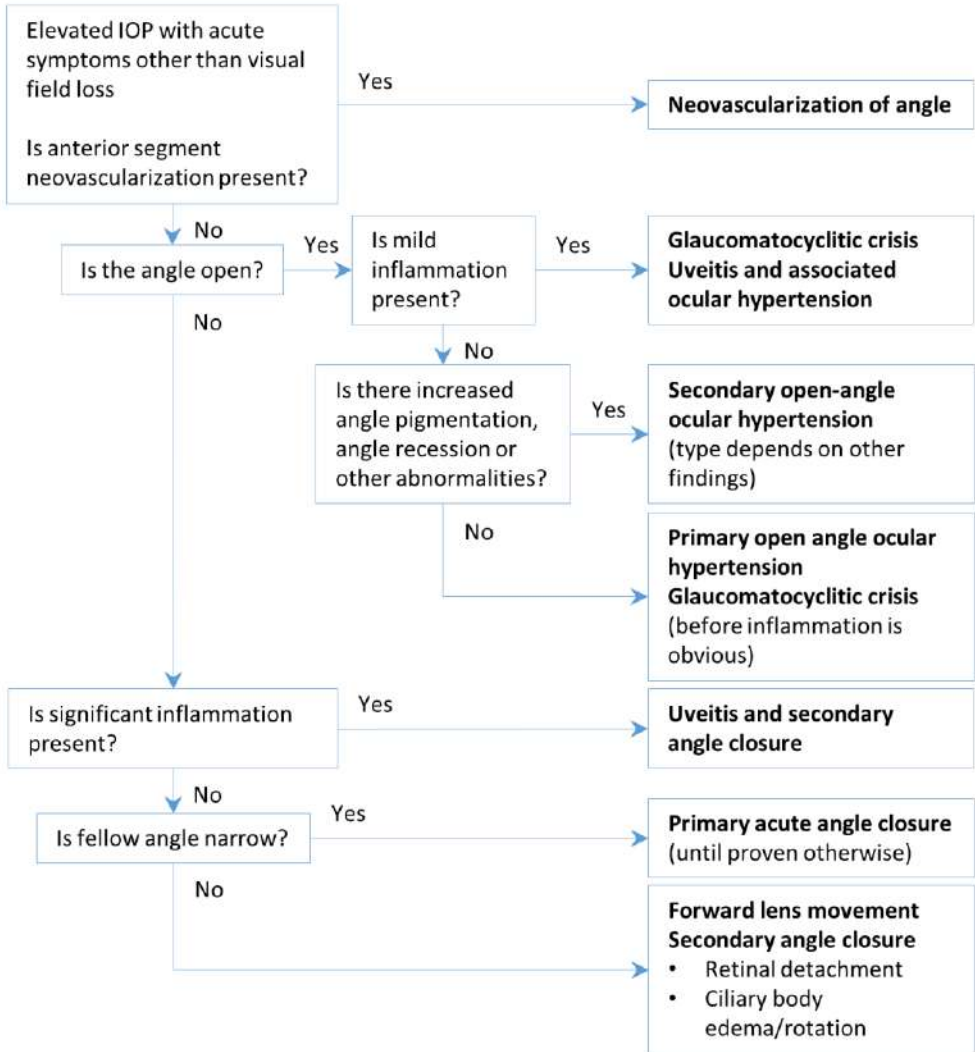 Elevated IOP with acute
symptoms other than visual
field loss
Is anterior segment
neovascularization present?
Yes
Neovascularization of angle
No
Is the angle open?
Yes
Is mild
inflammation
present?
Yes
Glaucomatocyclitic crisis
Uveitis and associated
ocular hypertension
No
No
Is there increased
angle pigmentation,
angle recession or
other abnormalities?
Yes
Secondary open-angle
ocular hypertension
(type depends on other
findings)
No
Primary open angle ocular
hypertension
Glaucomatocyclitic crisis
(before inflammation is
obvious)
Is significant inflammation
present?
Yes
Uveitis and secondary
angle closure
No
Is fellow angle narrow?
Yes
Primary acute angle closure
(until proven otherwise)
No
Forward lens movement
Secondary angle closure
• Retinal detachment
• Ciliary body
edema/rotation